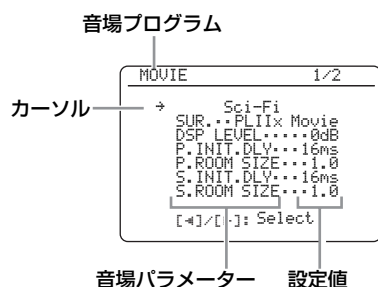 音場プログラム
MOVIE 1/2
カーソル
→ Sci-Fi
SUR.··PLIIx Movie
DSP LEVEL·····0dB
P.INIT.DLY···16ms
P.ROOM SIZE···1.0
S.INIT.DLY···16ms
S.ROOM SIZE···1.0
[◀]/[▶]: Select
音場パラメーター 設定値